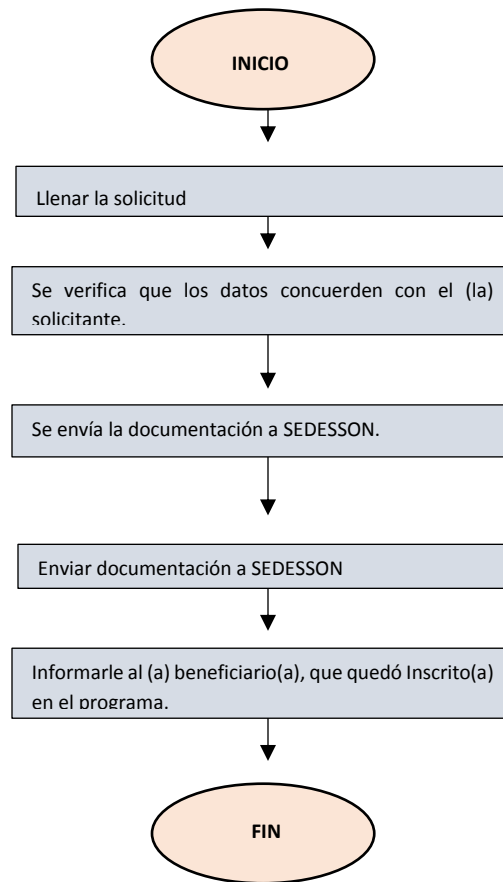 INICIO
Llenar la solicitud
Se verifica que los datos concuerden con el (la)
solicitante.
Se envía la documentación a SEDESSON.
Enviar documentación a SEDESSON
Informarle al (a) beneficiario(a), que quedó Inscrito(a)
en el programa.
FIN